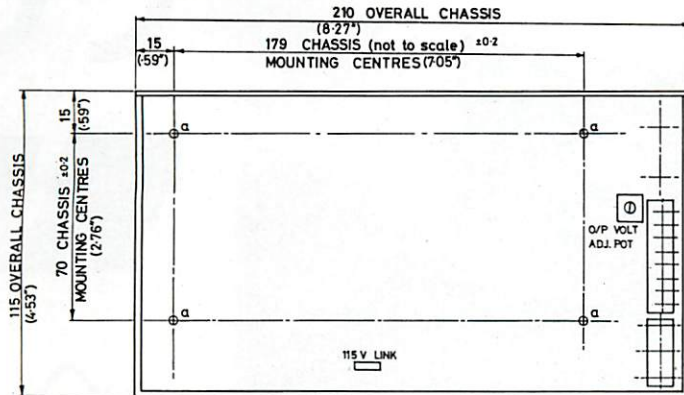 210 OVERALL CHASSIS
(8·27")
15
(·59")
179 CHASSIS (not to scale) ±0·2
MOUNTING CENTRES (7·05")
115 OVERALL CHASSIS
(4·53")
15
(·59")
70 CHASSIS ±0·2
MOUNTING CENTRES
(2·76")
a
a
O/P VOLT
ADJ. POT
a
a
115 V LINK